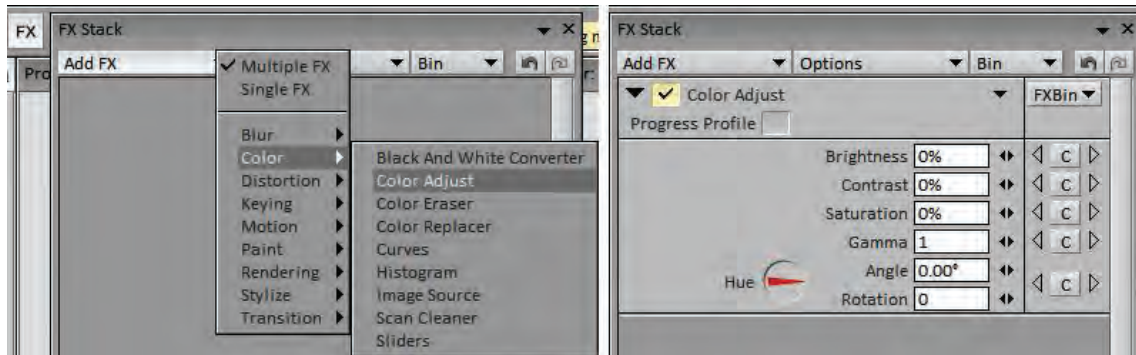 FX
FX Stack
Add FX
Bin
Pro
✓ Multiple FX
Single FX
Blur
Color
Distortion
Keying
Motion
Paint
Rendering
Stylize
Transition
Black And White Converter
Color Adjust
Color Eraser
Color Replacer
Curves
Histogram
Image Source
Scan Cleaner
Sliders
FX Stack
Add FX
Options
Bin
Color Adjust
FXBin
Progress Profile
Brightness 0% C
Contrast 0% C
Saturation 0% C
Gamma 1 C
Hue
Angle 0.00°
C
Rotation 0